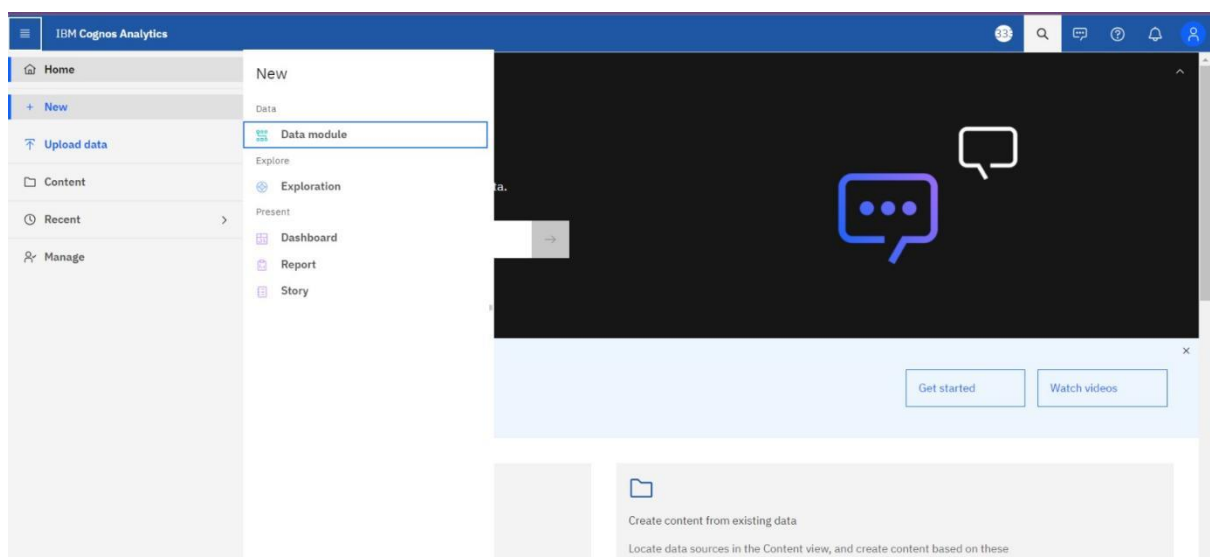 IBM Cognos Analytics
Home
+ New
Upload data
Content
Recent
Manage
New
Data
Data module
Explore
Exploration
Present
Dashboard
Report
Story
ta.
Get started
Watch videos
Create content from existing data
Locate data sources in the Content view, and create content based on these